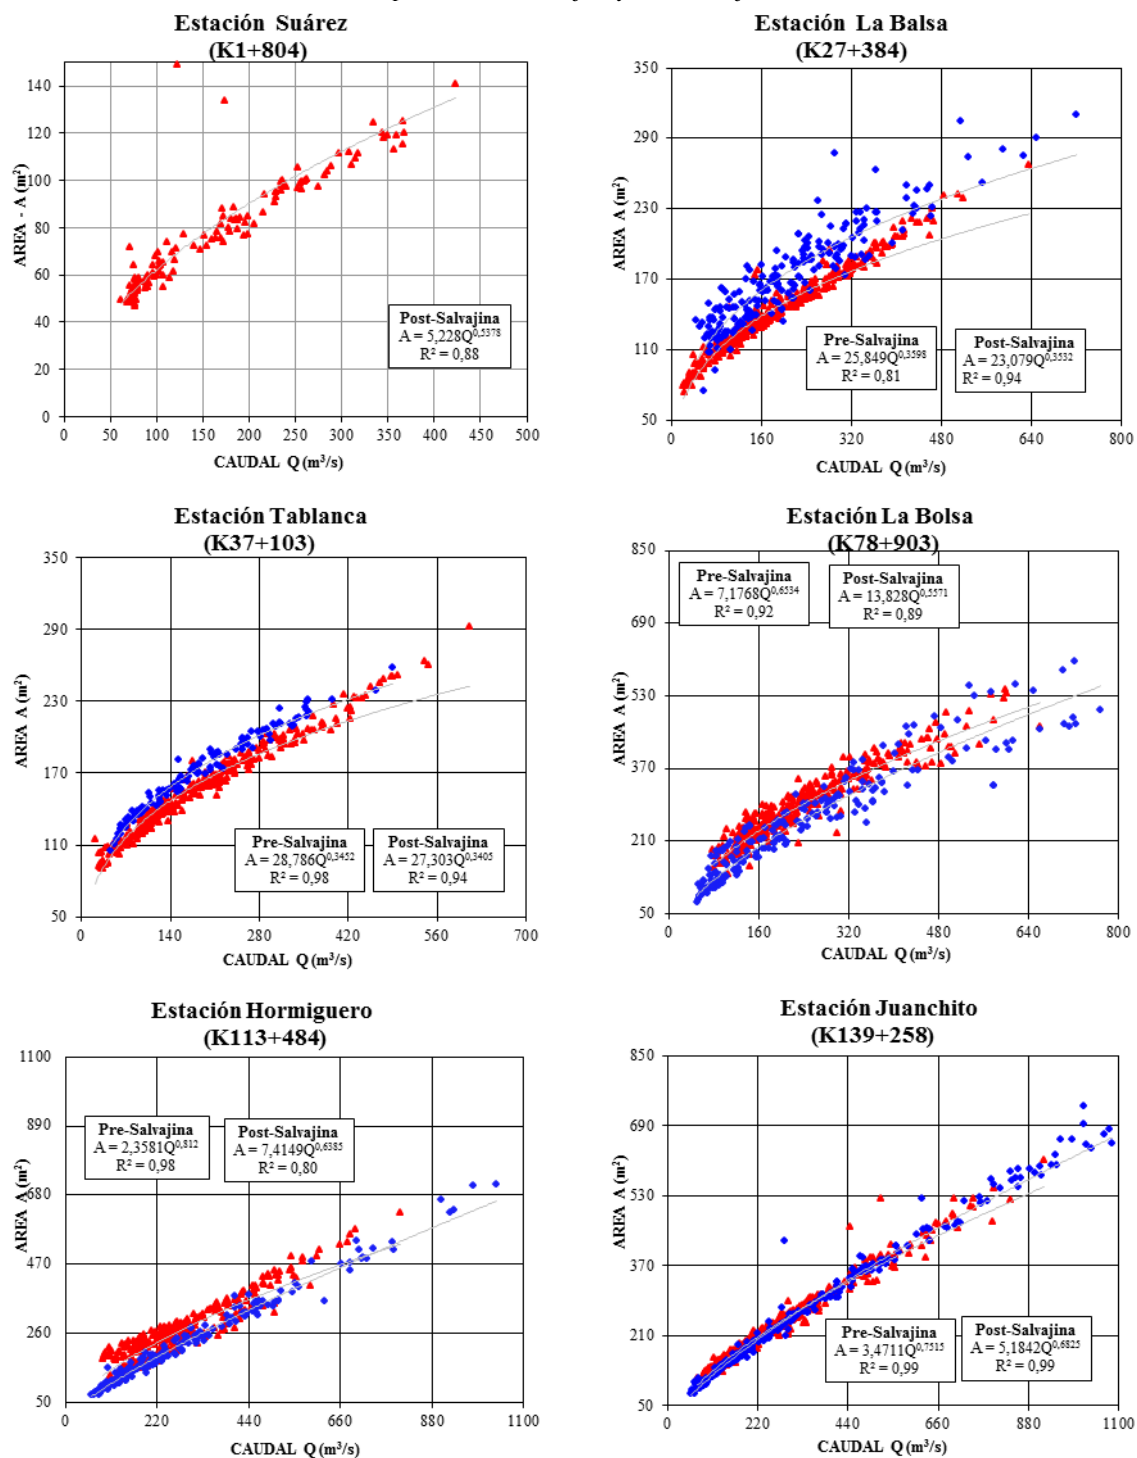 Estación Suárez
(K1+804)
AREA - A (m²)
140
120
100
80
60
40
20
0
Post-Salvajina
A = 5,228Q^0,5378
R² = 0,88
0 50 100 150 200 250 300 350 400 450 500
CAUDAL Q (m³/s)
Estación La Balsa
(K27+384)
AREA A (m²)
350
290
230
170
110
50
Pre-Salvajina
A = 25,849Q^0,3598
R² = 0,81
Post-Salvajina
A = 23,079Q^0,3532
R² = 0,94
0 160 320 480 640 800
CAUDAL Q (m³/s)
Estación Tablanca
(K37+103)
AREA A (m²)
350
290
230
170
110
50
Pre-Salvajina
A = 28,786Q^0,3452
R² = 0,98
Post-Salvajina
A = 27,303Q^0,3405
R² = 0,94
0 140 280 420 560 700
CAUDAL Q (m³/s)
Estación La Bolsa
(K78+903)
AREA A (m²)
850
690
530
370
210
50
Pre-Salvajina
A = 7,1768Q^0,6534
R² = 0,92
Post-Salvajina
A = 13,828Q^0,5571
R² = 0,89
0 160 320 480 640 800
CAUDAL Q (m³/s)
Estación Hormiguero
(K113+484)
AREA A (m²)
1100
890
680
470
260
50
Pre-Salvajina
A = 2,3581Q^0,812
R² = 0,98
Post-Salvajina
A = 7,4149Q^0,6385
R² = 0,80
0 220 440 660 880 1100
CAUDAL Q (m³/s)
Estación Juanchito
(K139+258)
AREA A (m²)
850
690
530
370
210
50
Pre-Salvajina
A = 3,4711Q^0,7515
R² = 0,99
Post-Salvajina
A = 5,1842Q^0,6825
R² = 0,99
0 220 440 660 880 1100
CAUDAL Q (m³/s)